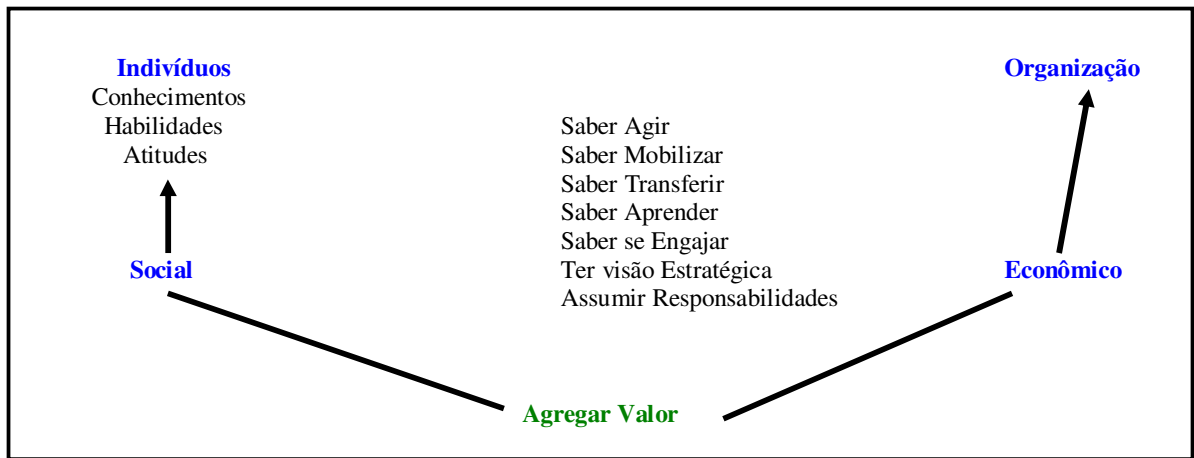 Indivíduos
Conhecimentos
Habilidades
Atitudes
Social
Saber Agir
Saber Mobilizar
Saber Transferir
Saber Aprender
Saber se Engajar
Ter visão Estratégica
Assumir Responsabilidades
Organização
Econômico
Agregar Valor